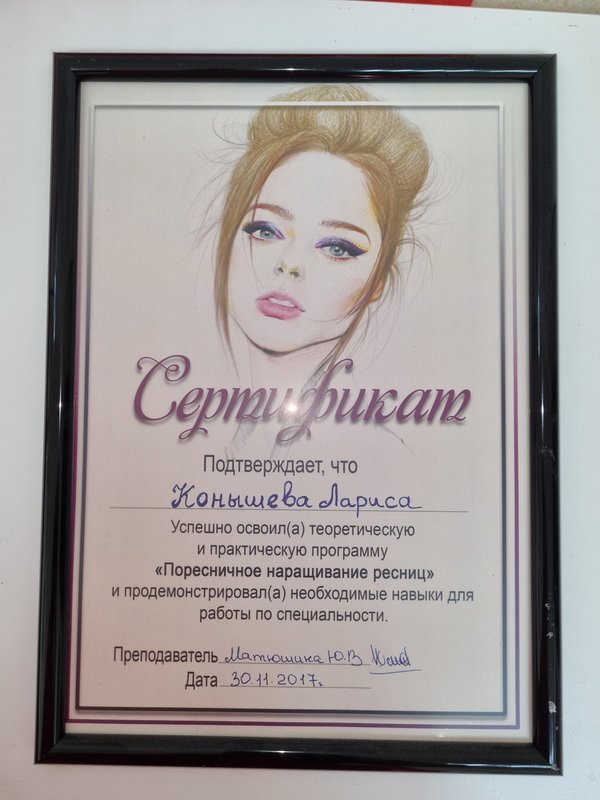 Сертификат
Подтверждает, что
Конышева Лариса
Успешно освоил(а) теоретическую
и практическую программу
«Поресничное наращивание ресниц»
и продемонстрировал(а) необходимые навыки для
работы по специальности.
Преподаватель Матюшина Ю.В
Дата 30.11.2017г.